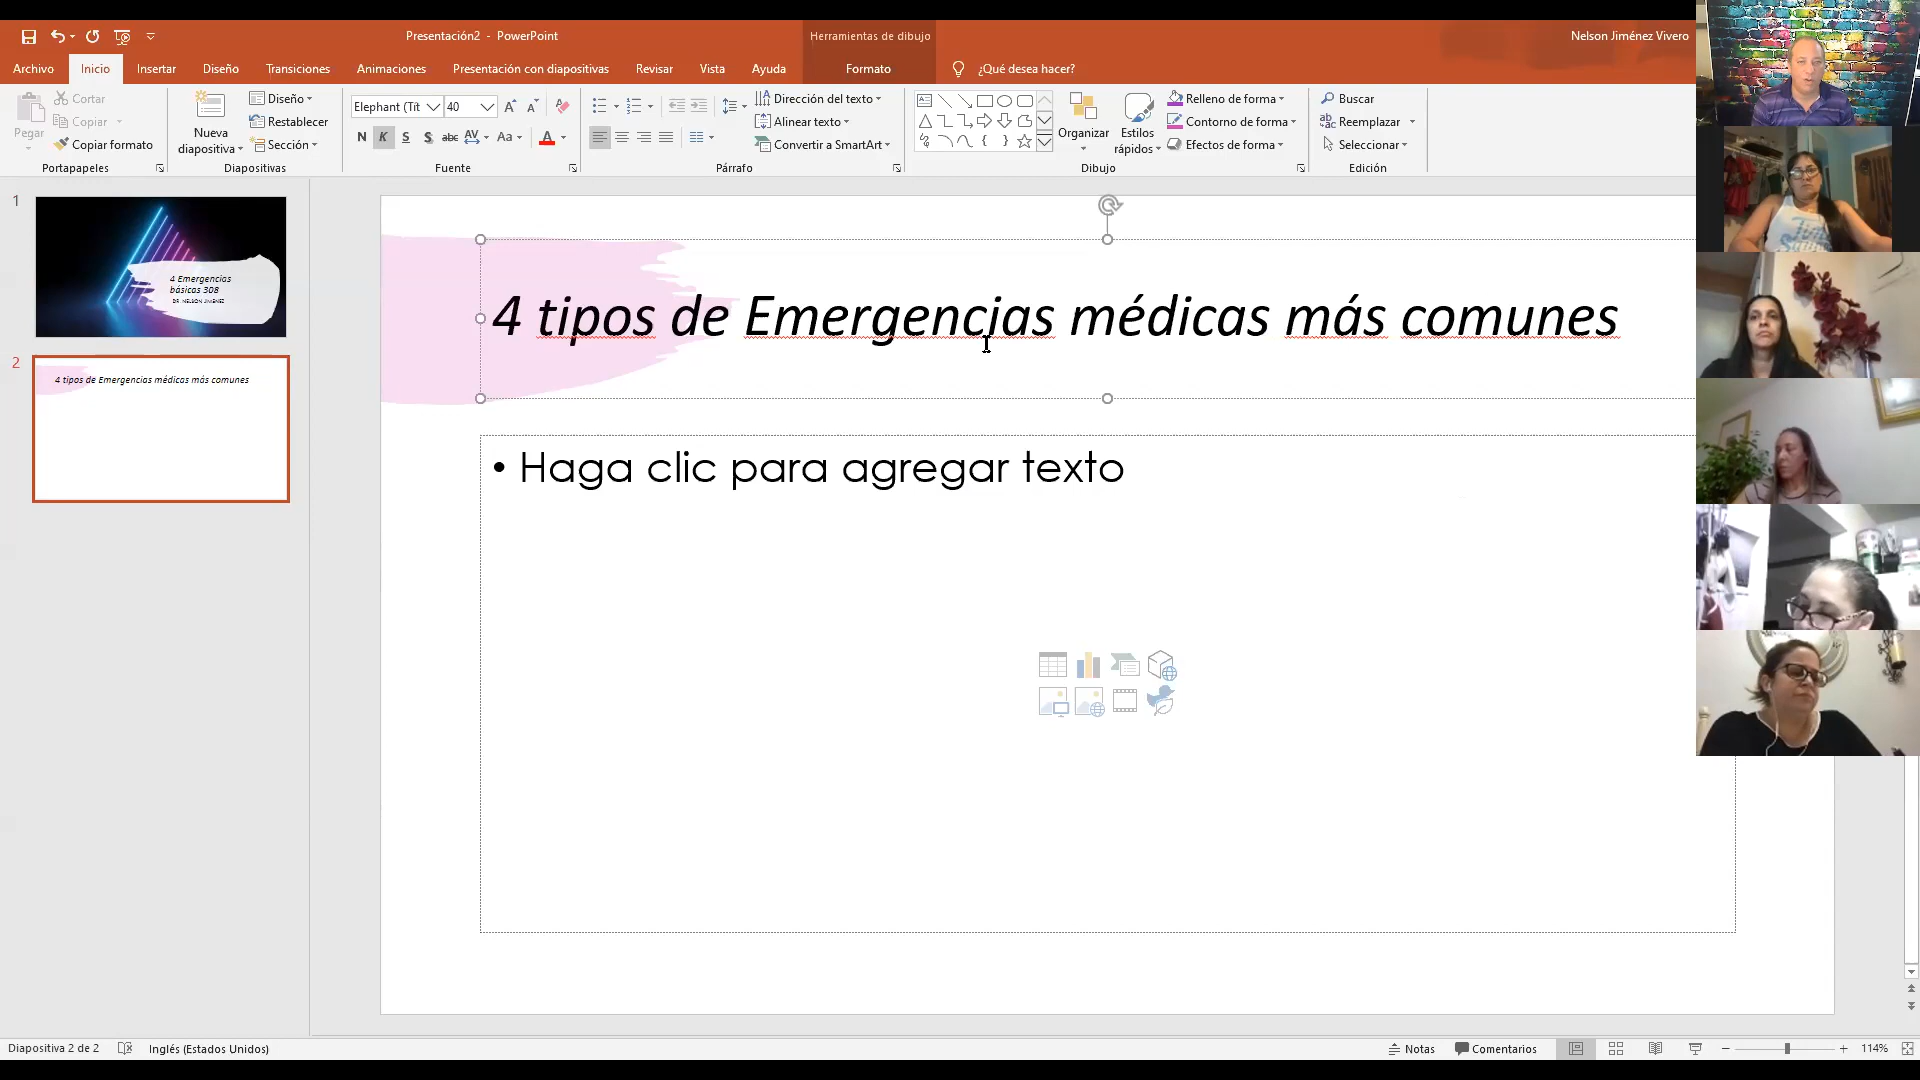 Presentación2 - PowerPoint
Herramientas de dibujo
Nelson Jiménez Vivero
Archivo
Inicio
Insertar
Diseño
Transiciones
Animaciones
Presentación con diapositivas
Revisar
Vista
Ayuda
Formato
¿Qué desea hacer?
Pegar
Cortar
Copiar
Copiar formato
Portapapeles
Nueva
diapositiva
Diseño
Restablecer
Sección
Diapositivas
Elephant (Tít
40
N K S S abc AV Aa A
Fuente
Dirección del texto
Alinear texto
Convertir a SmartArt
Párrafo
Organizar
Estilos
rápidos
Relleno de forma
Contorno de forma
Efectos de forma
Dibujo
Buscar
Reemplazar
Seleccionar
Edición
1
4 Emergencias
básicas 308
DR. NELSON JIMENEZ
2
4 tipos de Emergencias médicas más comunes
4 tipos de Emergencias médicas más comunes
• Haga clic para agregar texto
Diapositiva 2 de 2
Inglés (Estados Unidos)
Notas
Comentarios
114%